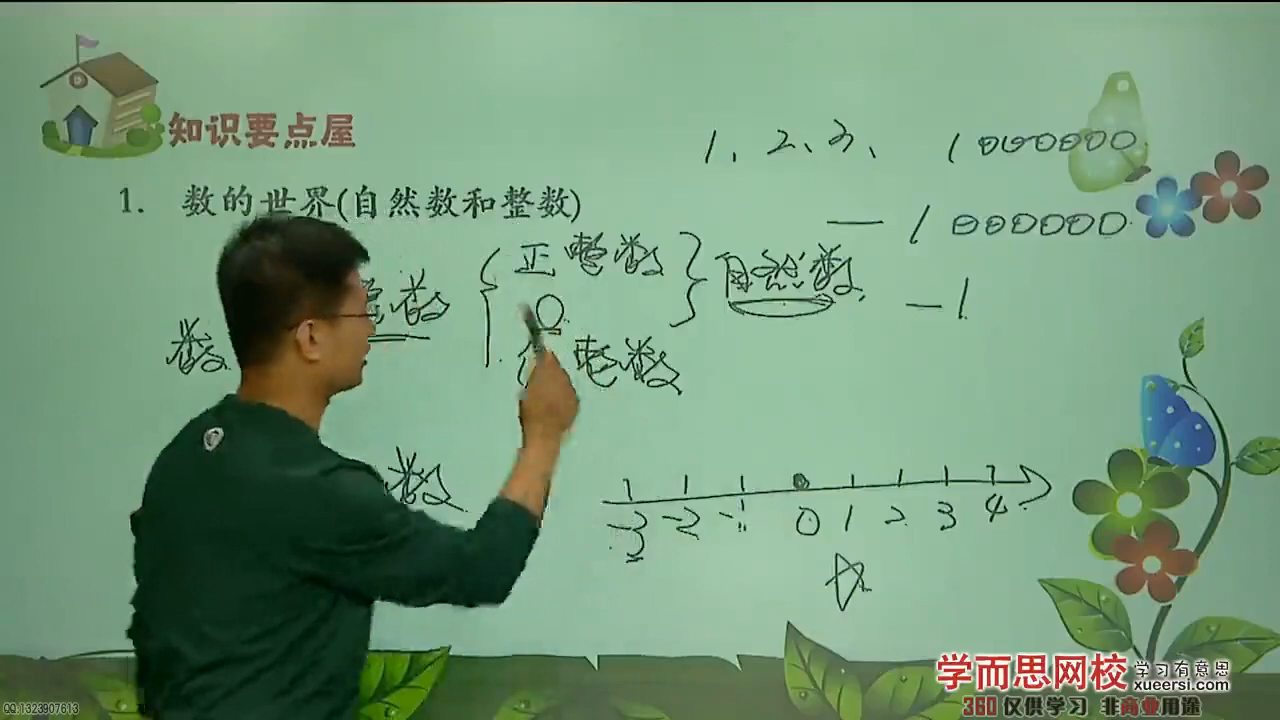 知识要点屋
1、2、3、 1000000
1. 数的世界(自然数和整数)
—1000000
正整数
自然数
整数
0
-1
数
负整数
数
-3 -2 -1 0 1 2 3 4
学而思网校 学习有意思
xueersi.com
360 仅供学习 非商业用途
QQ:1323907613